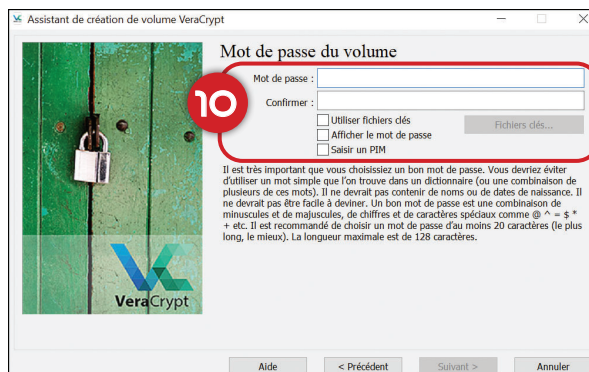 Assistant de création de volume VeraCrypt
Mot de passe du volume
Mot de passe :
10
Confirmer :
Utiliser fichiers clés
Fichiers clés...
Afficher le mot de passe
Saisir un PIM
Il est très important que vous choisissiez un bon mot de passe. Vous devriez éviter
d'utiliser un mot simple que l'on trouve dans un dictionnaire (ou une combinaison de
plusieurs de ces mots). Il ne devrait pas contenir de noms ou de dates de naissance. Il
ne devrait pas être facile à deviner. Un bon mot de passe est une combinaison de
minuscules et de majuscules, de chiffres et de caractères spéciaux comme @ ^ = $ *
+ etc. Il est recommandé de choisir un mot de passe d'au moins 20 caractères (le plus
long, le mieux). La longueur maximale est de 128 caractères.
VeraCrypt
Aide
< Précédent
Suivant >
Annuler